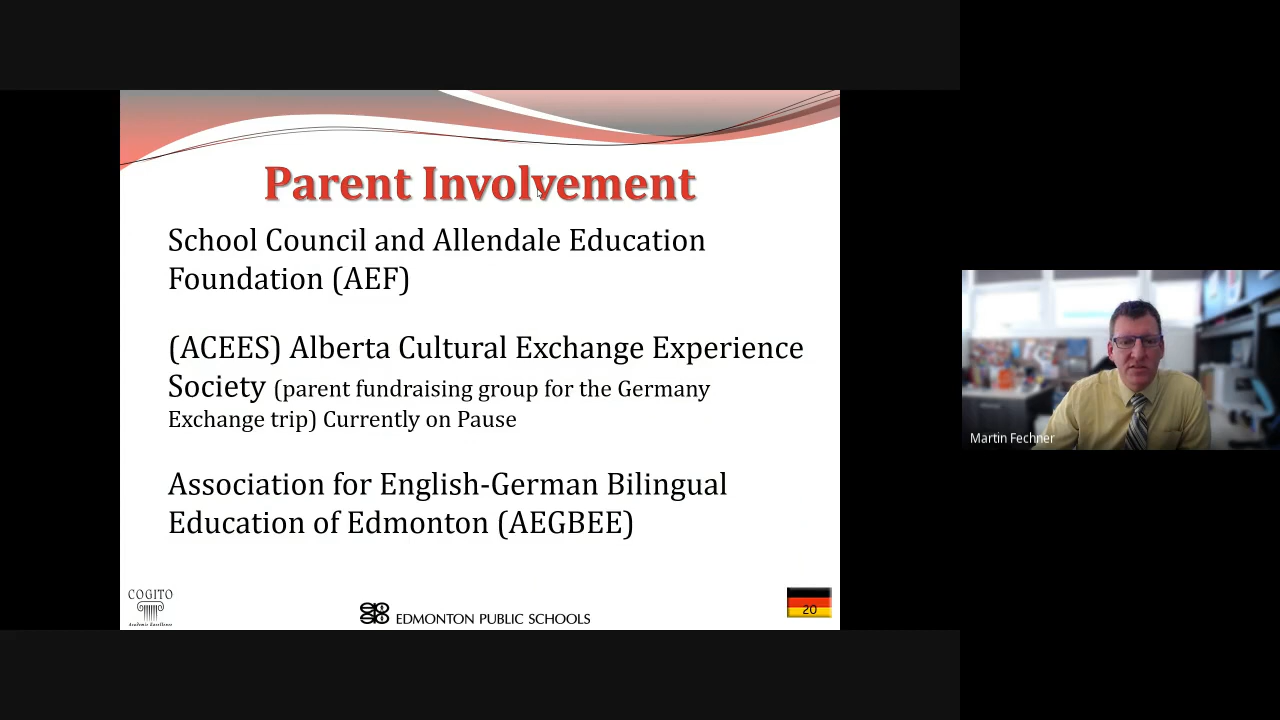 Parent Involvement
School Council and Allendale Education
Foundation (AEF)
(ACEES) Alberta Cultural Exchange Experience
Society (parent fundraising group for the Germany
Exchange trip) Currently on Pause
Association for English-German Bilingual
Education of Edmonton (AEGBEE)
COGITO
Academic Excellence
EDMONTON PUBLIC SCHOOLS
20
Martin Fechner